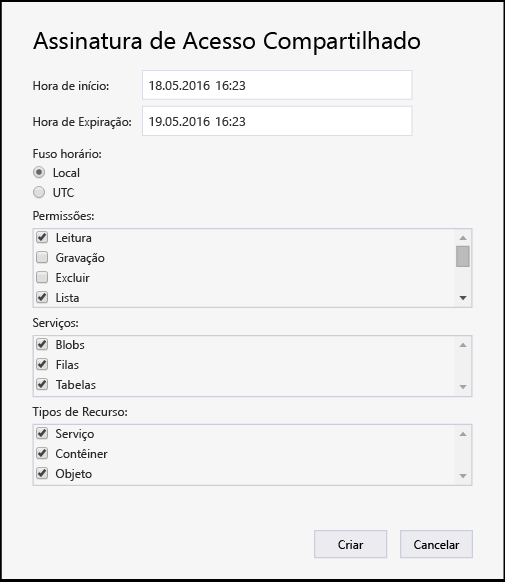 Assinatura de Acesso Compartilhado
Hora de início: 18.05.2016 16:23
Hora de Expiração: 19.05.2016 16:23
Fuso horário:
Local
UTC
Permissões:
Leitura
Gravação
Excluir
Lista
Serviços:
Blobs
Filas
Tabelas
Tipos de Recurso:
Serviço
Contêiner
Objeto
Criar Cancelar